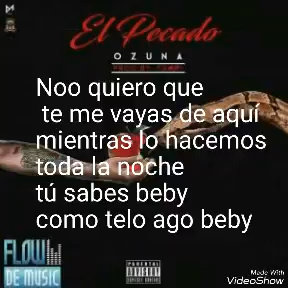 El Pecado
OZUNA
Noo quiero que
te me vayas de aquí
mientras lo hacemos
toda la noche
tú sabes beby
como telo ago beby
FLOW
DE MUSIC
PARENTAL
ADVISORY
EXPLICIT CONTENT
Made With
VideoShow